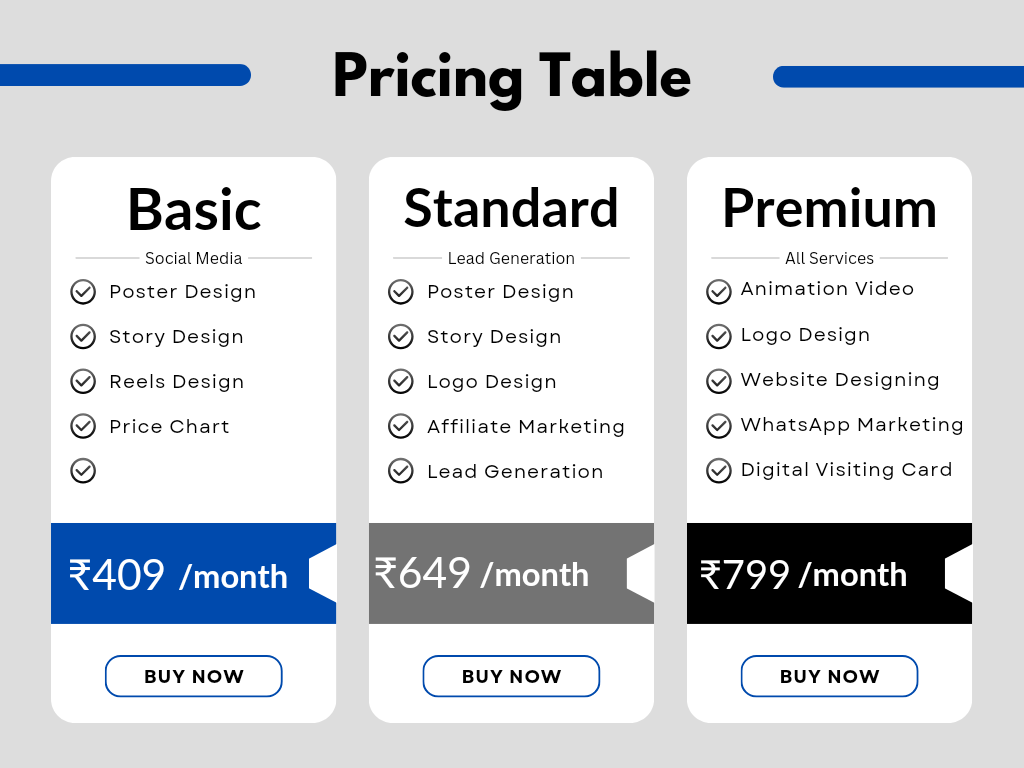 Pricing Table
Basic
Social Media
Poster Design
Story Design
Reels Design
Price Chart
₹409 /month
BUY NOW
Standard
Lead Generation
Poster Design
Story Design
Logo Design
Affiliate Marketing
Lead Generation
₹649 /month
BUY NOW
Premium
All Services
Animation Video
Logo Design
Website Designing
WhatsApp Marketing
Digital Visiting Card
₹799 /month
BUY NOW